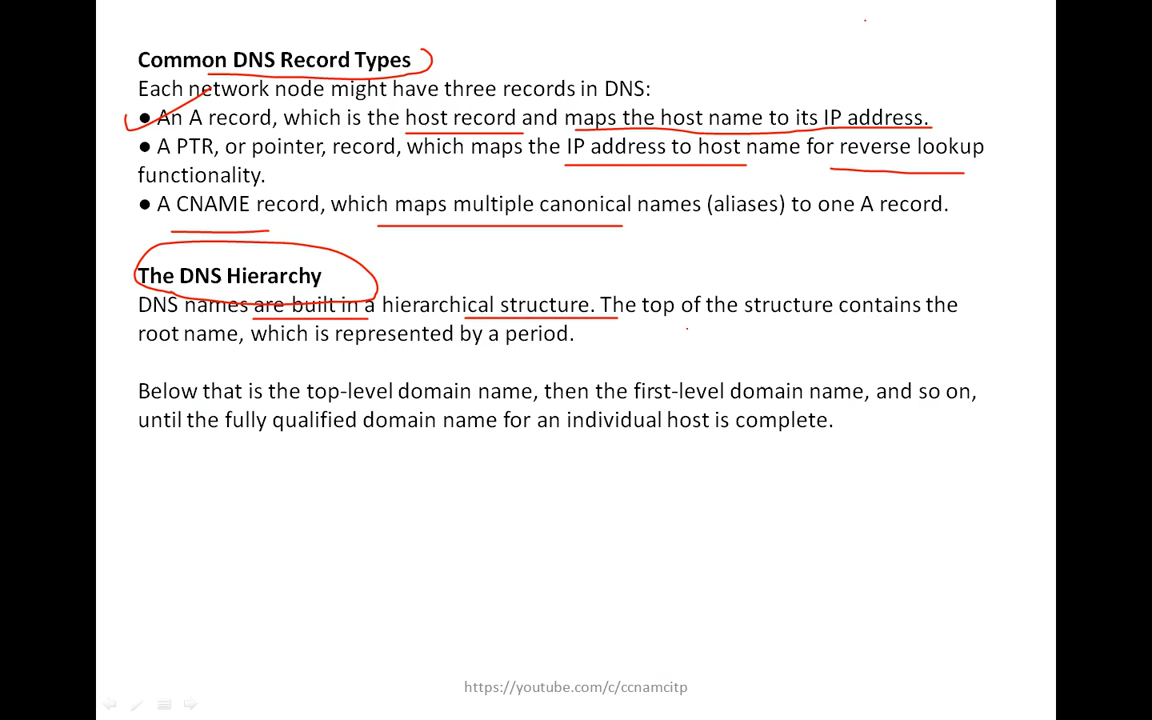 Common DNS Record Types
Each network node might have three records in DNS:
● An A record, which is the host record and maps the host name to its IP address.
● A PTR, or pointer, record, which maps the IP address to host name for reverse lookup
functionality.
● A CNAME record, which maps multiple canonical names (aliases) to one A record.
The DNS Hierarchy
DNS names are built in a hierarchical structure. The top of the structure contains the
root name, which is represented by a period.
Below that is the top-level domain name, then the first-level domain name, and so on,
until the fully qualified domain name for an individual host is complete.
https://youtube.com/c/ccnamcitp